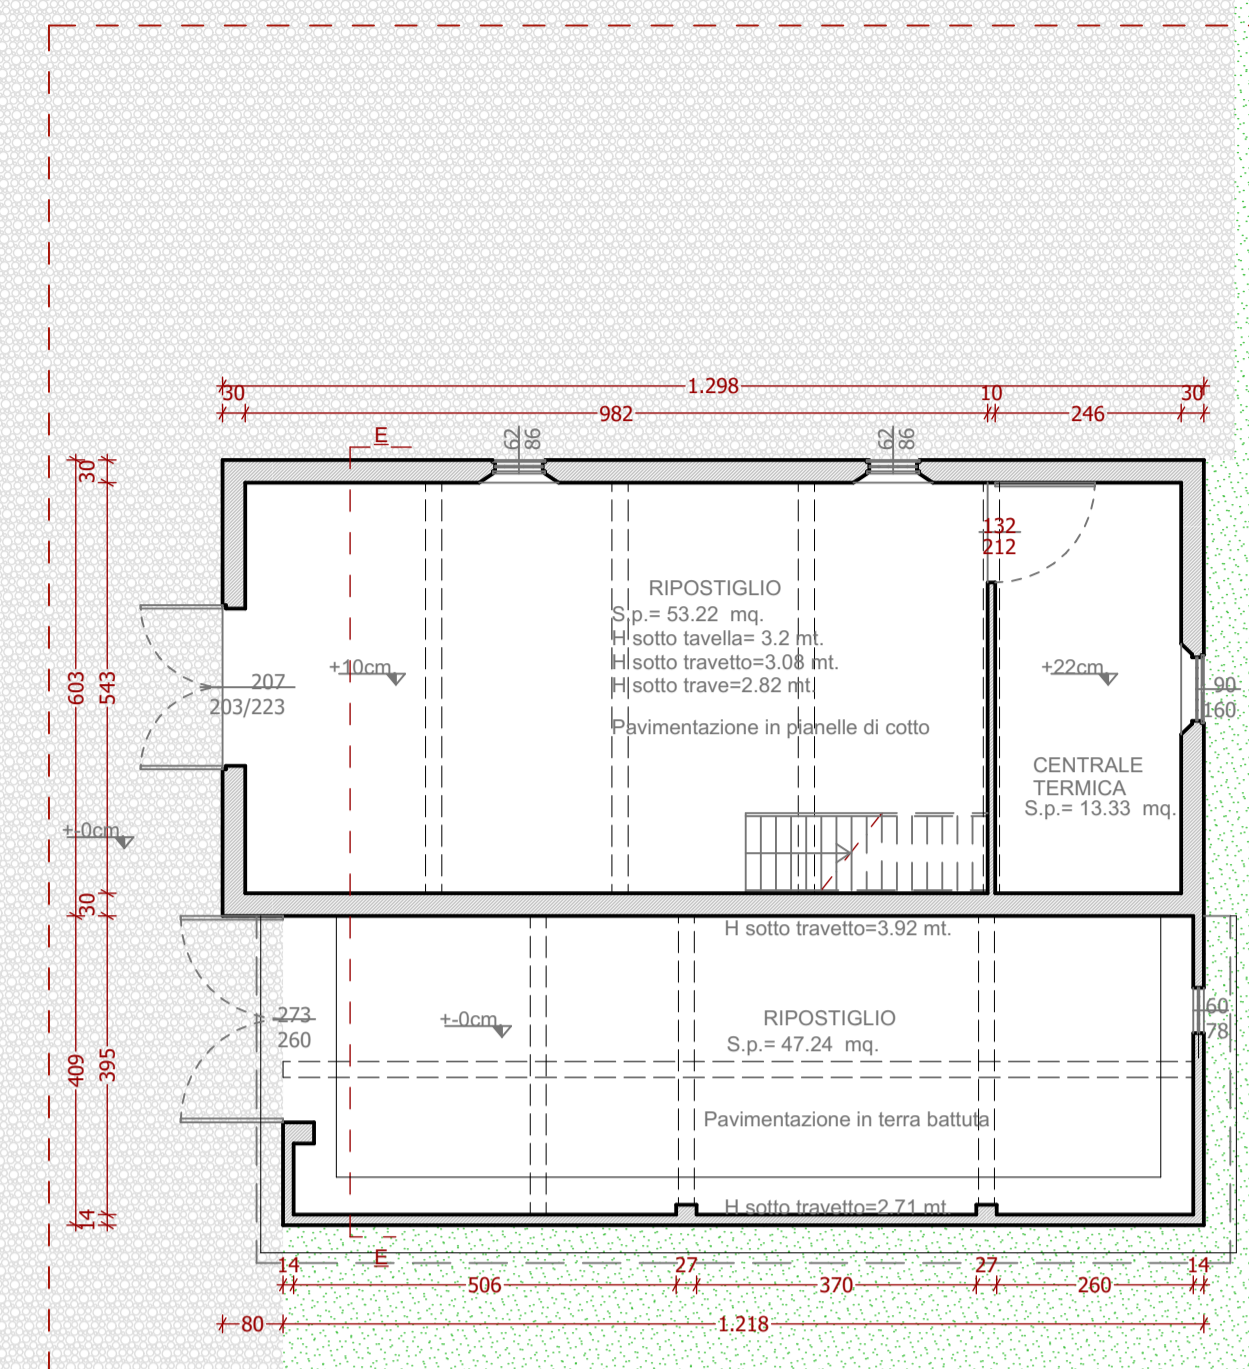 1.298
30
10
30
982
246
E
62
86
62
86
30
132
212
RIPOSTIGLIO
S.p.= 53.22 mq.
H sotto tavella= 3.2 mt.
H sotto travetto=3.08 mt.
H sotto trave=2.82 mt.
Pavimentazione in pianelle di cotto
+10cm
+22cm
603
543
207
203/223
90
160
CENTRALE
TERMICA
S.p.= 13.33 mq.
+-0cm
30
H sotto travetto=3.92 mt.
273
260
+-0cm
RIPOSTIGLIO
S.p.= 47.24 mq.
60
78
409
395
Pavimentazione in terra battuta
H sotto travetto=2.71 mt.
14
E
14
27
27
14
506
370
260
80
1.218